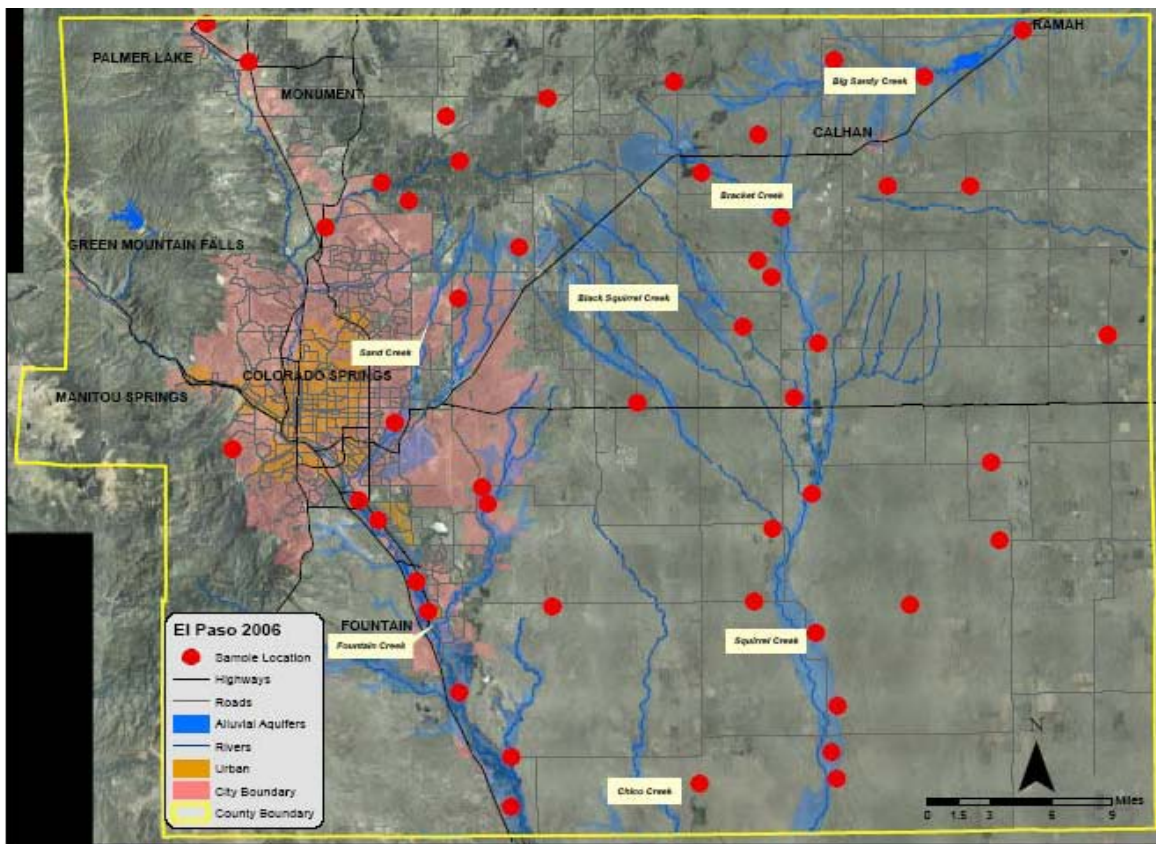 RAMAH
PALMER LAKE
Big Sandy Creek
MONUMENT
CALHAN
Bracket Creek
GREEN MOUNTAIN FALLS
Black Squirrel Creek
Sand Creek
COLORADO SPRINGS
MANITOU SPRINGS
FOUNTAIN
Fountain Creek
Squirrel Creek
Chico Creek
El Paso 2006
Sample Location
Highways
Roads
Alluvial Aquifers
Rivers
Urban
City Boundary
County Boundary
N
Miles
0 1.5 3 6 9